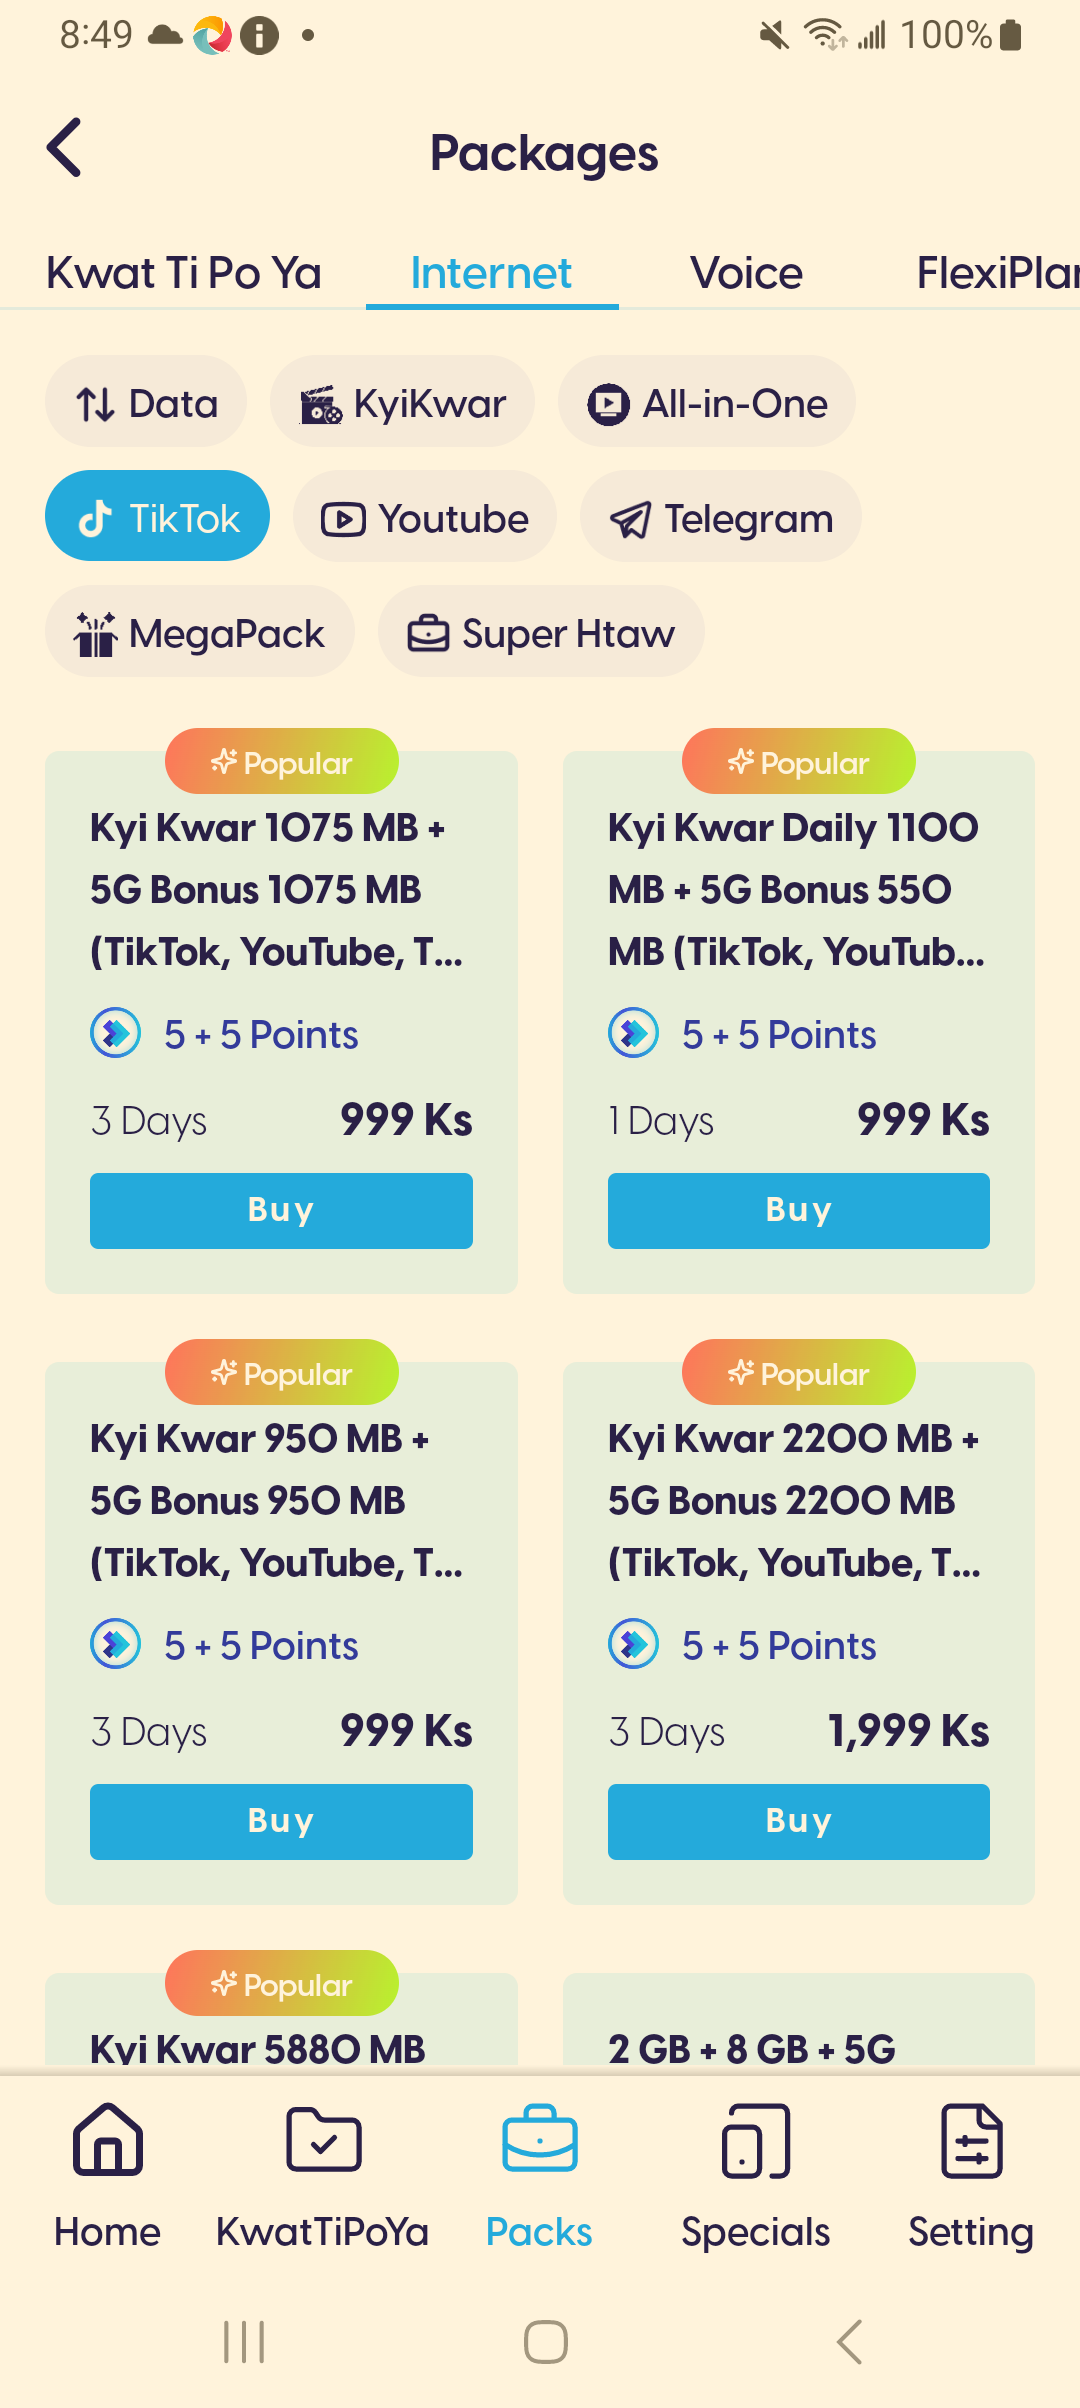 8:49 100%
Packages
Kwat Ti Po Ya Internet Voice FlexiPlan
Data KyiKwar All-in-One
TikTok Youtube Telegram
MegaPack Super Htaw
Popular
Kyi Kwar 1075 MB +
5G Bonus 1075 MB
(TikTok, YouTube, T...
5 + 5 Points
3 Days 999 Ks
Buy
Popular
Kyi Kwar Daily 1100
MB + 5G Bonus 550
MB (TikTok, YouTub...
5 + 5 Points
1 Days 999 Ks
Buy
Popular
Kyi Kwar 950 MB +
5G Bonus 950 MB
(TikTok, YouTube, T...
5 + 5 Points
3 Days 999 Ks
Buy
Popular
Kyi Kwar 2200 MB +
5G Bonus 2200 MB
(TikTok, YouTube, T...
5 + 5 Points
3 Days 1,999 Ks
Buy
Popular
Kyi Kwar 5880 MB
2 GB + 8 GB + 5G
Home KwatTiPoYa Packs Specials Setting